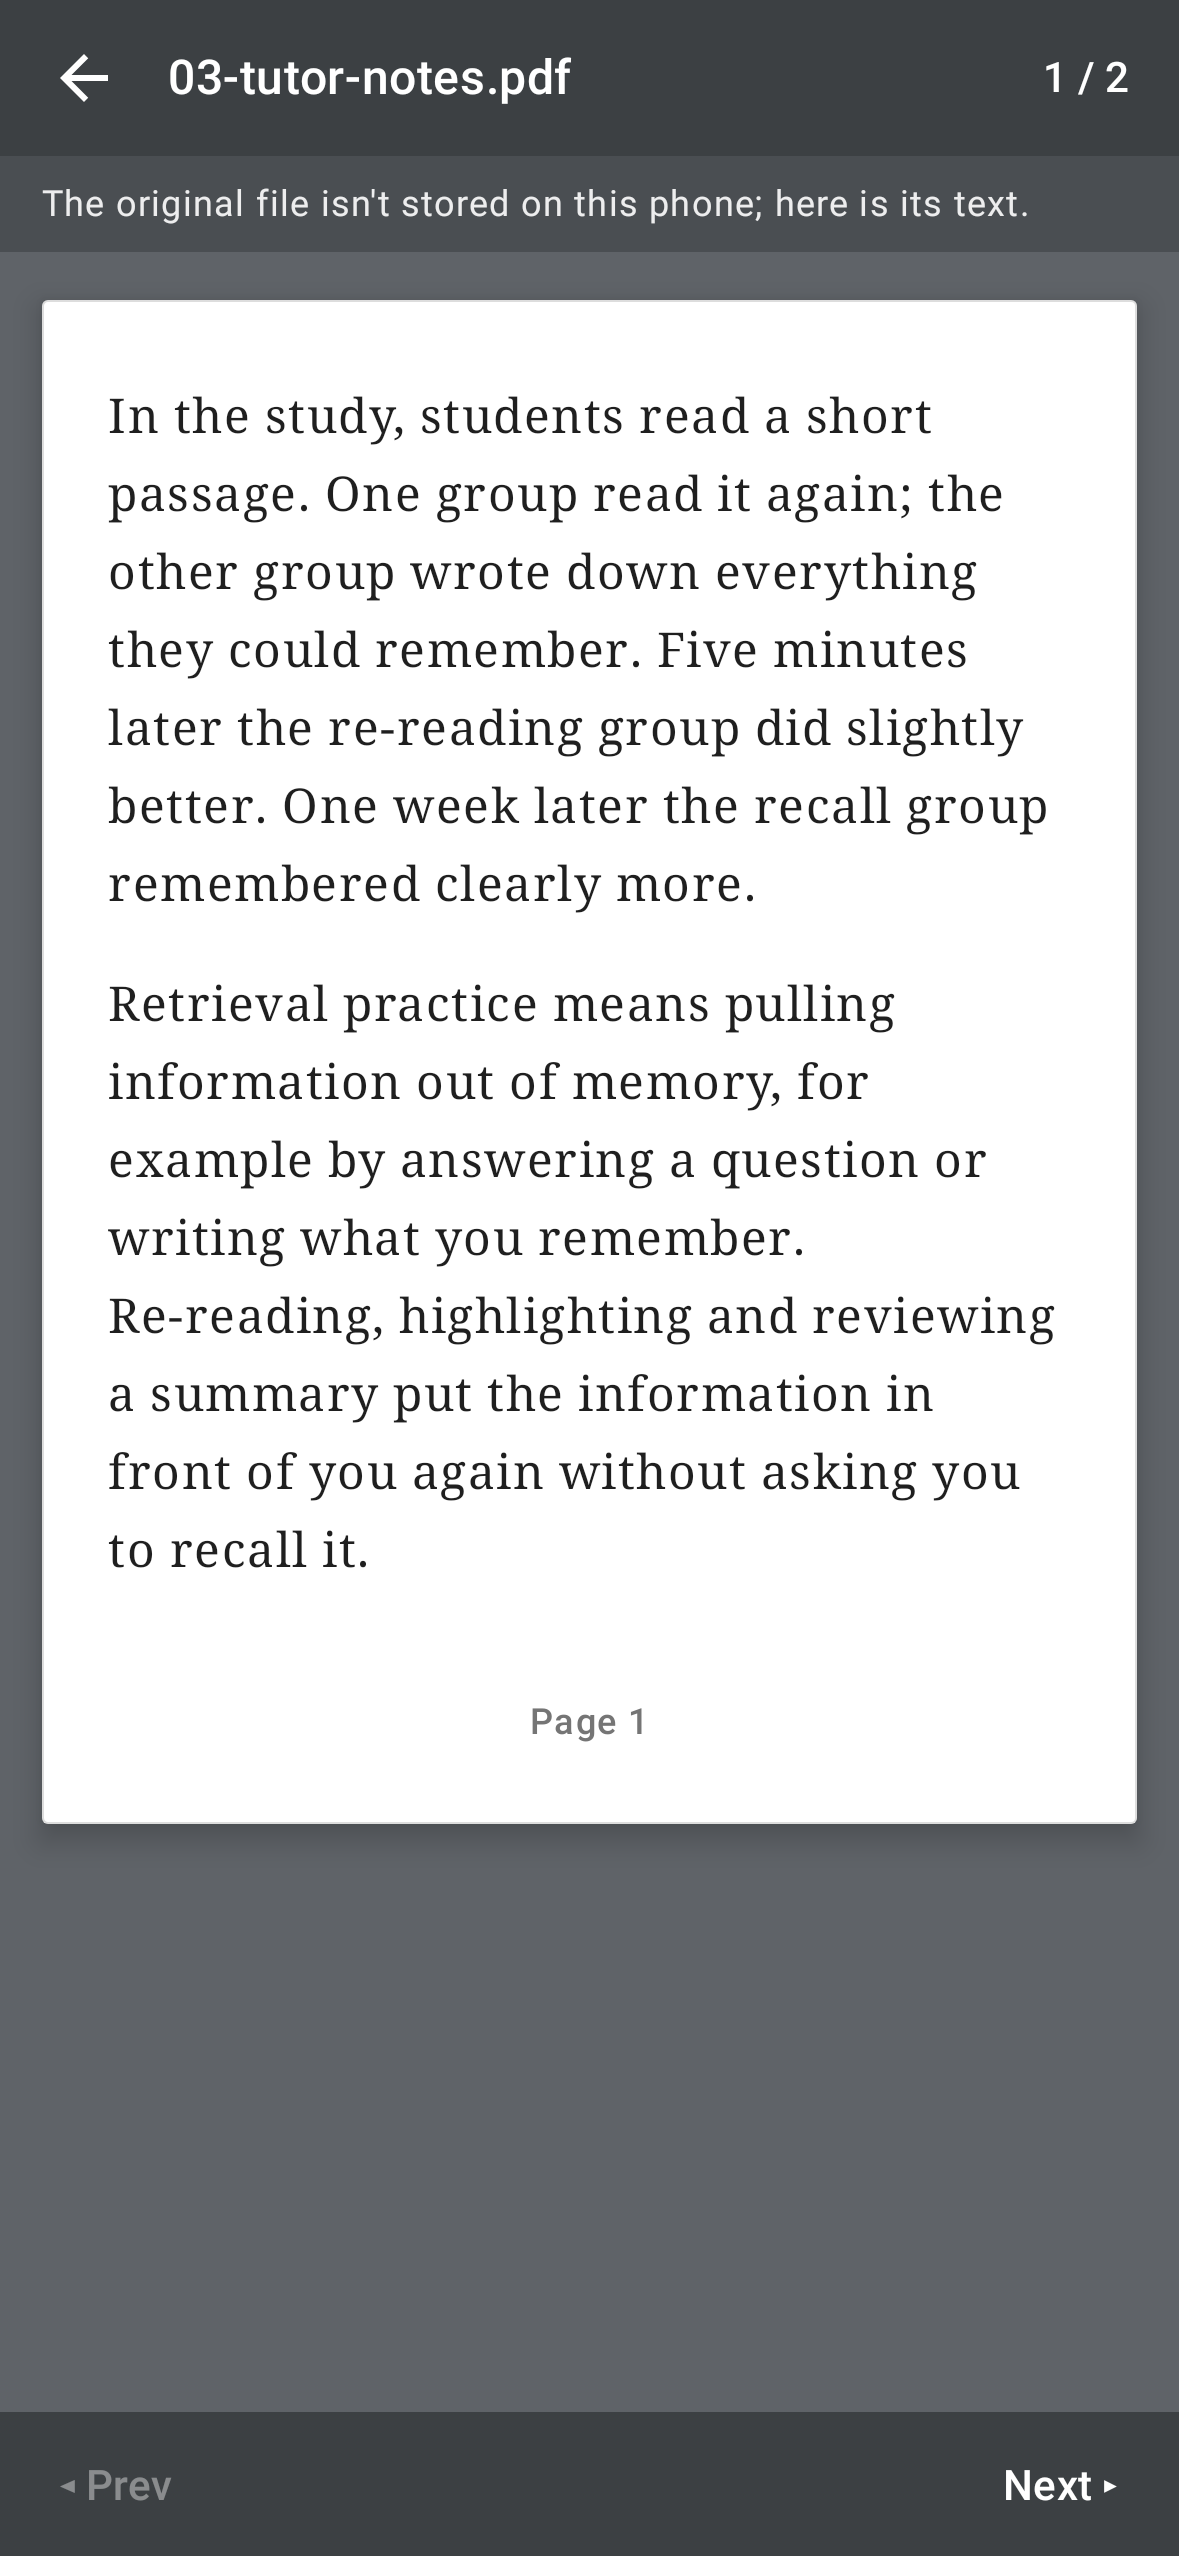 03-tutor-notes.pdf
1 / 2
The original file isn't stored on this phone; here is its text.
In the study, students read a short
passage. One group read it again; the
other group wrote down everything
they could remember. Five minutes
later the re-reading group did slightly
better. One week later the recall group
remembered clearly more.
Retrieval practice means pulling
information out of memory, for
example by answering a question or
writing what you remember.
Re-reading, highlighting and reviewing
a summary put the information in
front of you again without asking you
to recall it.
Page 1
Prev
Next